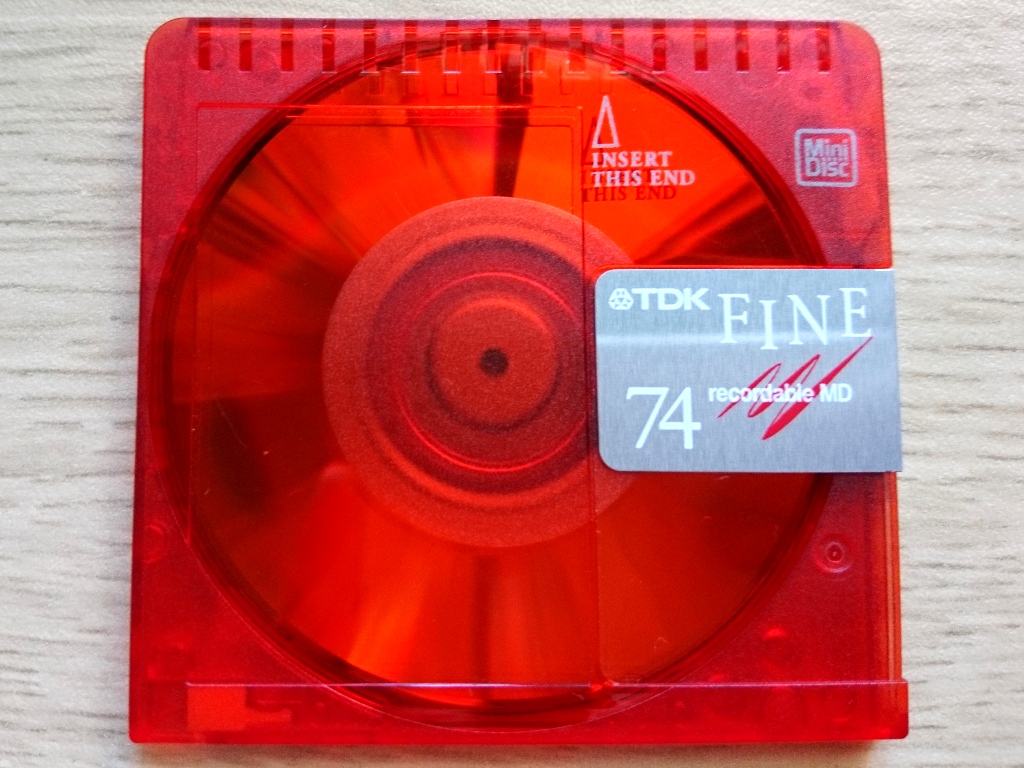 INSERT
THIS END
Mini
Disc
TDK FINE
74 recordable MD